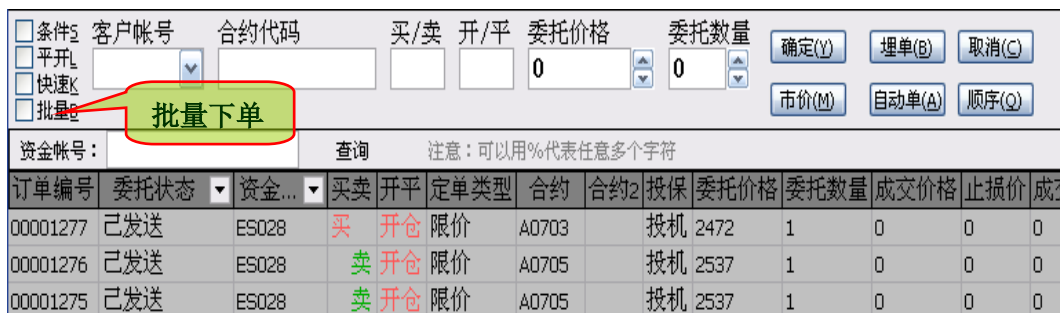 条件S 客户帐号 合约代码 买/卖 开/平 委托价格 委托数量
平开L
快速K
批量B
0 0
确定(Y) 埋单(B) 取消(C)
市价(M) 自动单(A) 顺序(Q)
批量下单
资金帐号： 查询 注意：可以用%代表任意多个字符
订单编号 委托状态 资金... 买卖 开平 定单类型 合约 合约2 投保 委托价格 委托数量 成交价格 止损价
00001277 已发送 ES028 买 开仓 限价 A0703 投机 2472 1 0 0 0
00001276 已发送 ES028 卖 开仓 限价 A0705 投机 2537 1 0 0 0
00001275 已发送 ES028 卖 开仓 限价 A0705 投机 2537 1 0 0 0